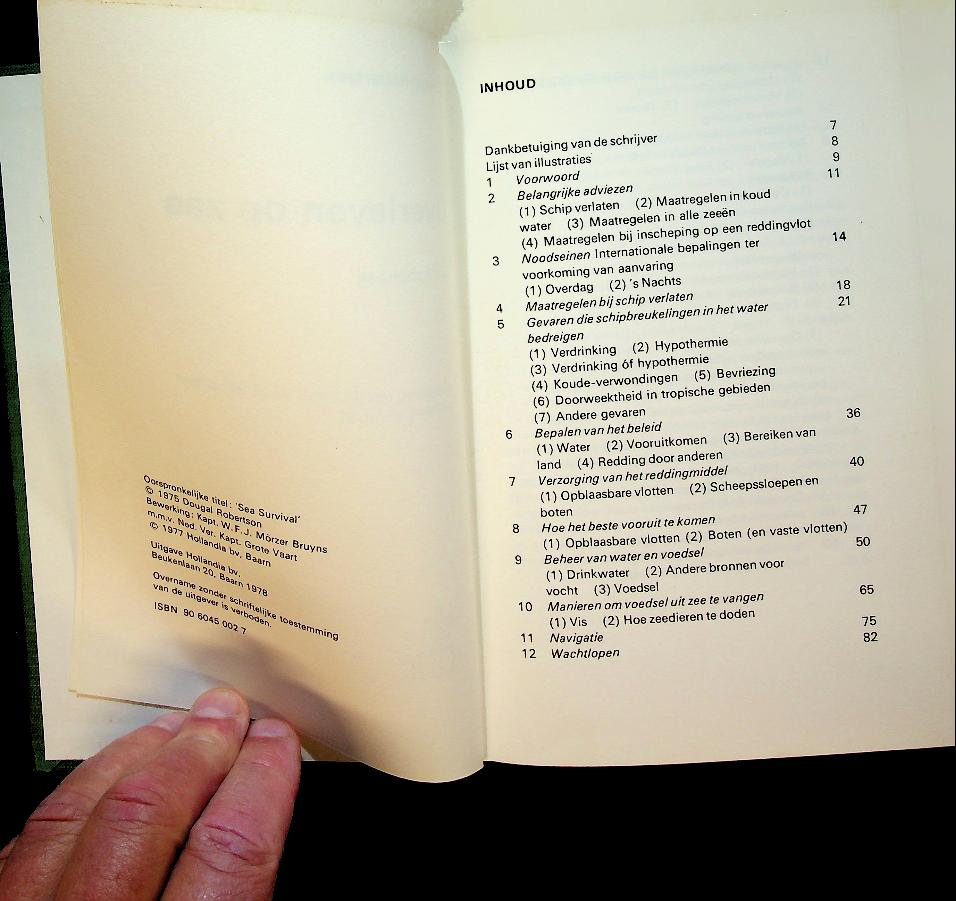 Oorspronkelijke titel: 'Sea Survival'
© 1975 Dougal Robertson
Bewerking: Kapt. W.F.J. Mörzer Bruyns
m.m.v. Ned. Ver. Kapt. Grote Vaart
© 1977 Hollandia bv, Baarn
Uitgave Hollandia bv,
Beukenlaan 20, Baarn 1978
Overname zonder schriftelijke toestemming
van de uitgever is verboden.
ISBN 90 6045 002 7
INHOUD
Dankbetuiging van de schrijver 7
Lijst van illustraties 8
1 Voorwoord 9
2 Belangrijke adviezen 11
(1) Schip verlaten (2) Maatregelen in koud
water (3) Maatregelen in alle zeeën
(4) Maatregelen bij inscheping op een reddingvlot
3 Noodseinen Internationale bepalingen ter 14
voorkoming van aanvaring
(1) Overdag (2) 's Nachts
4 Maatregelen bij schip verlaten 18
5 Gevaren die schipbreukelingen in het water 21
bedreigen
(1) Verdrinking (2) Hypothermie
(3) Verdrinking óf hypothermie
(4) Koude-verwondingen (5) Bevriezing
(6) Doorweektheid in tropische gebieden
(7) Andere gevaren
6 Bepalen van het beleid 36
(1) Water (2) Vooruitkomen (3) Bereiken van
land (4) Redding door anderen
7 Verzorging van het reddingmiddel 40
(1) Opblaasbare vlotten (2) Scheepssloepen en
boten
8 Hoe het beste vooruit te komen 47
(1) Opblaasbare vlotten (2) Boten (en vaste vlotten)
9 Beheer van water en voedsel 50
(1) Drinkwater (2) Andere bronnen voor
vocht (3) Voedsel
10 Manieren om voedsel uit zee te vangen 65
(1) Vis (2) Hoe zeedieren te doden
11 Navigatie 75
12 Wachtlopen 82